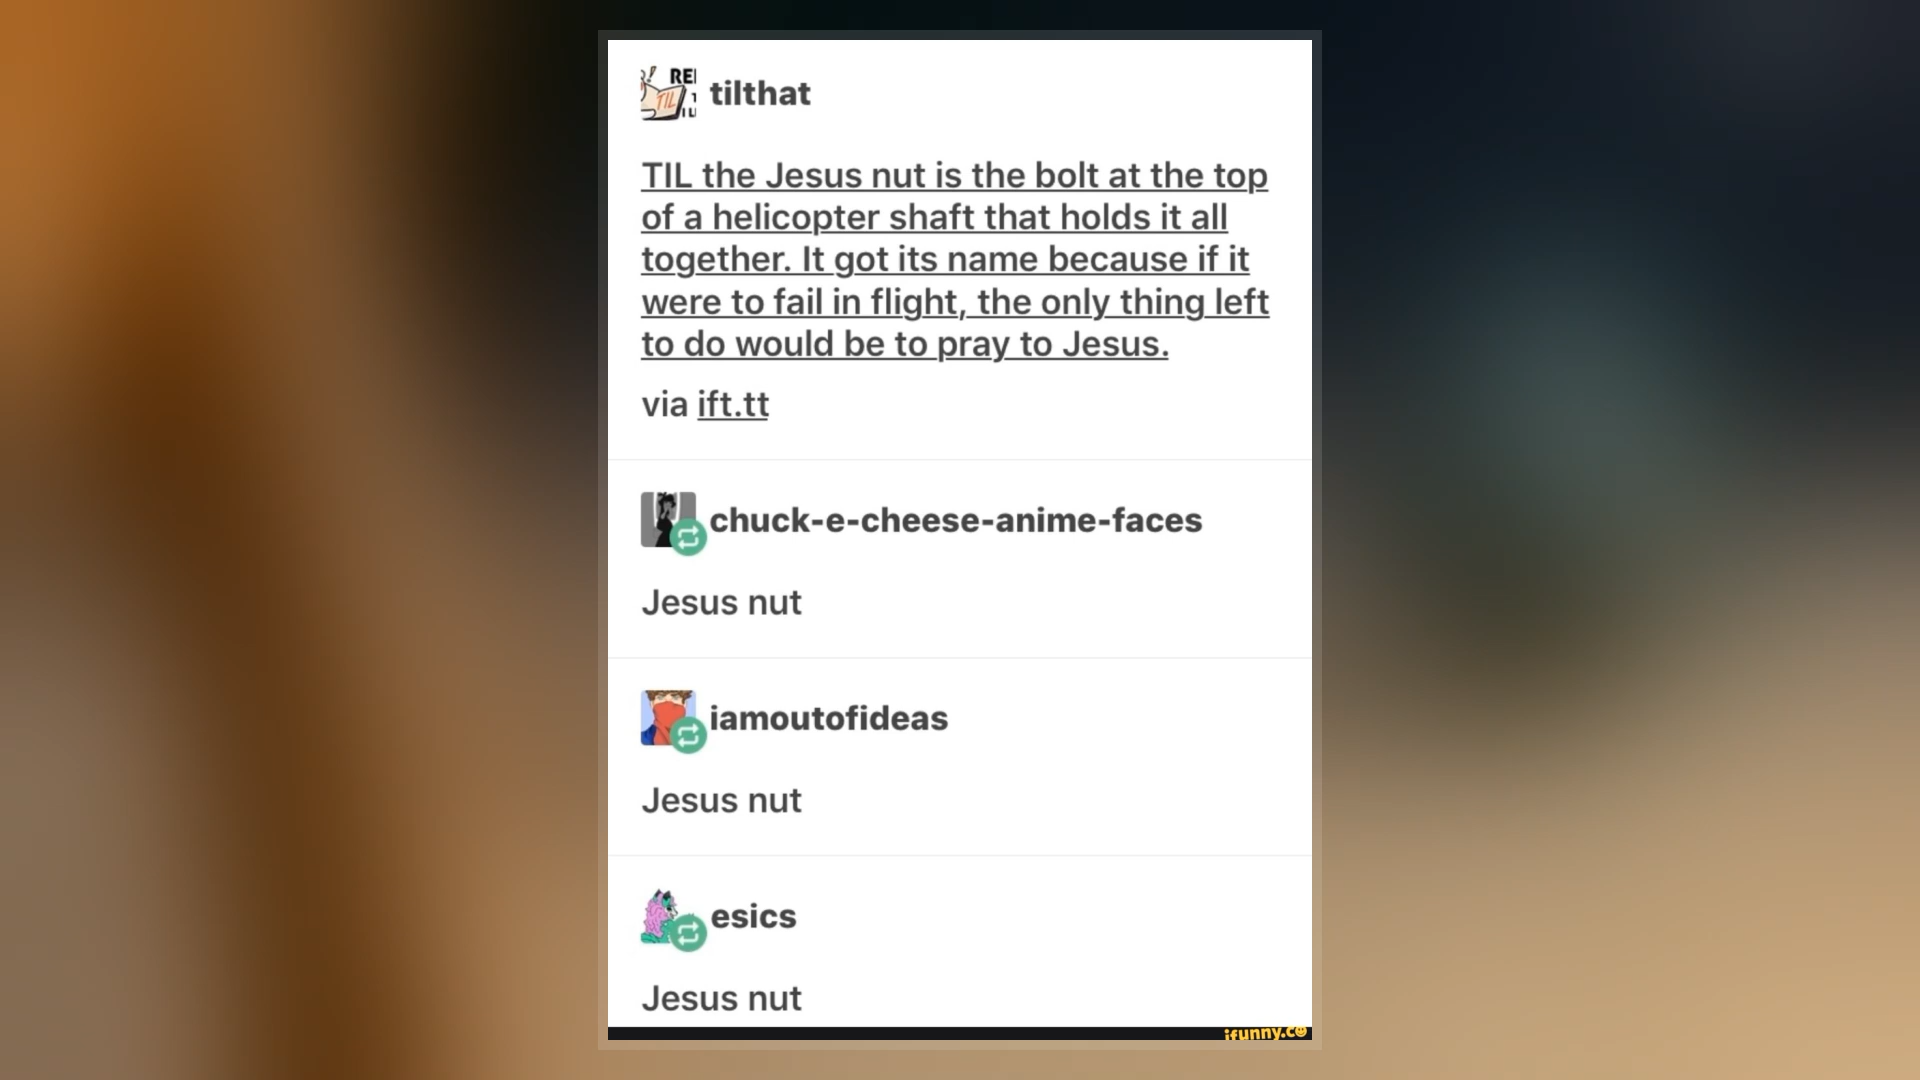 RE
TIL
tilthat
TIL the Jesus nut is the bolt at the top
of a helicopter shaft that holds it all
together. It got its name because if it
were to fail in flight, the only thing left
to do would be to pray to Jesus.
via ift.tt
chuck-e-cheese-anime-faces
Jesus nut
iamoutofideas
Jesus nut
esics
Jesus nut
ifunny.co